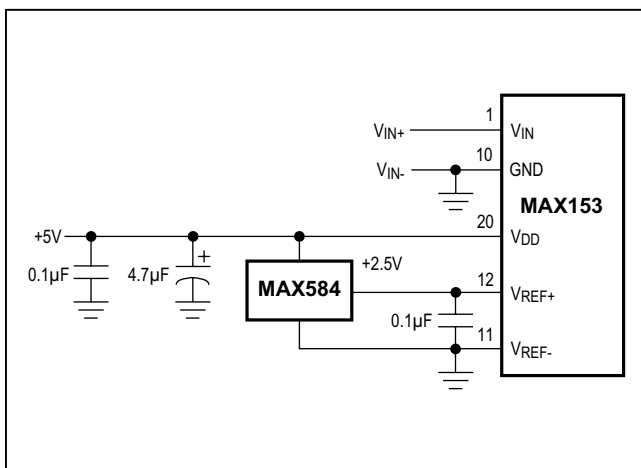 1
VIN+
VIN
10
VIN-
GND
MAX153
20
+5V
VDD
+2.5V
0.1µF
4.7µF
+
MAX584
12
VREF+
0.1µF
11
VREF-